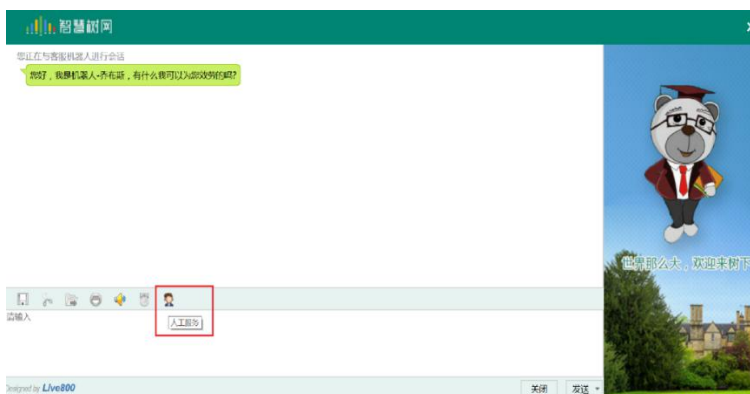 智慧树网
您正在与客服机器人进行会话
您好，我是机器人-乔布斯，有什么我可以为您效劳的吗?
世界那么大，欢迎来树下
人工服务
请输入
Designed by Live800
关闭
发送